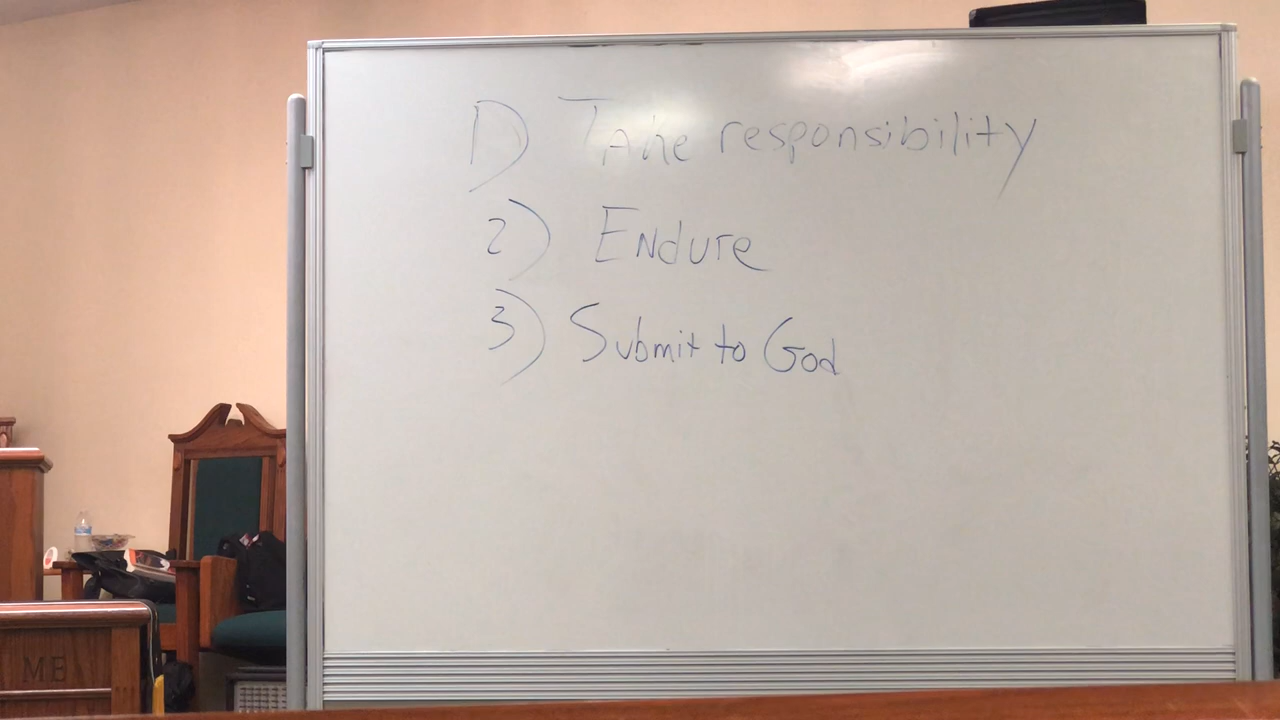 1) Take responsibility
2) Endure
3) Submit to God